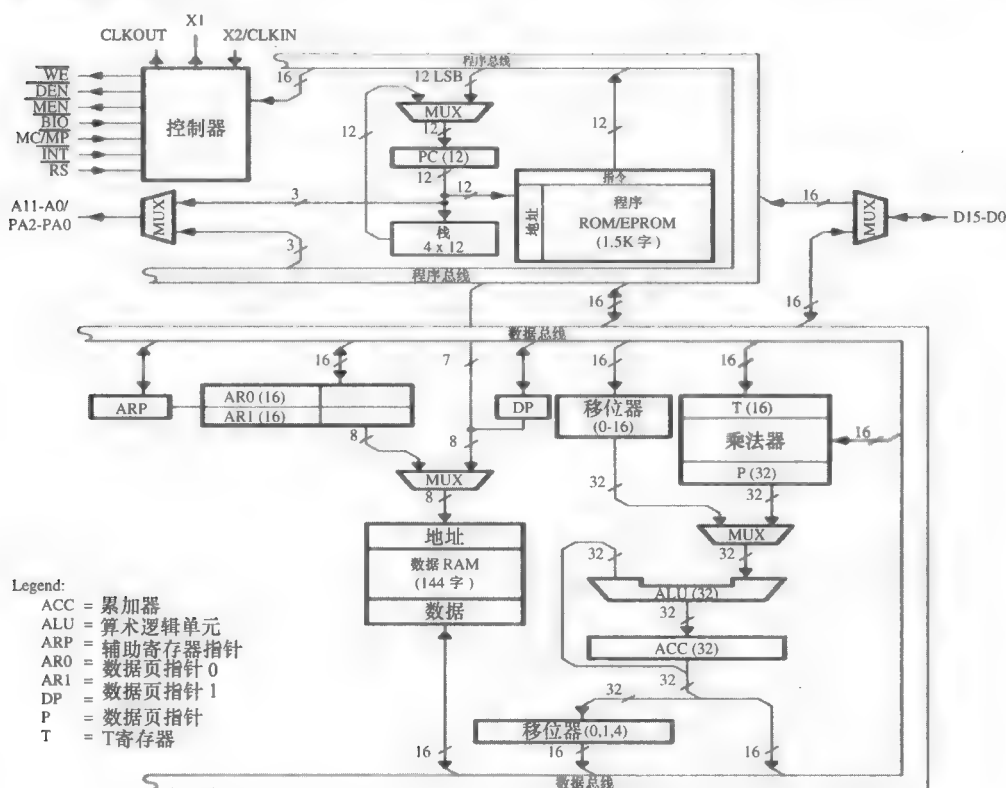 X1
CLKOUT
X2/CLKIN
WE
DEN
MEN
BIO
MC/MP
INT
RS
控制器
16
程序总线
12 LSB
MUX
12
12
PC (12)
12
12
12
栈
4 x 12
指令
地址
程序
ROM/EPROM
(1.5K 字)
A11-A0/
PA2-PA0
MUX
3
3
16
MUX
D15-D0
程序总线
16
16
数据总线
16
7
16
16
ARP
AR0 (16)
AR1 (16)
DP
移位器
(0-16)
T (16)
乘法器
P (32)
16
8
8
MUX
8
32
32
MUX
地址
数据 RAM
(144 字)
数据
32
32
ALU (32)
32
ACC (32)
32
32
移位器(0,1,4)
16
16
16
数据总线
Legend:
ACC = 累加器
ALU = 算术逻辑单元
ARP = 辅助寄存器指针
AR0 = 数据页指针 0
AR1 = 数据页指针 1
DP =
P = 数据页指针
T = T寄存器